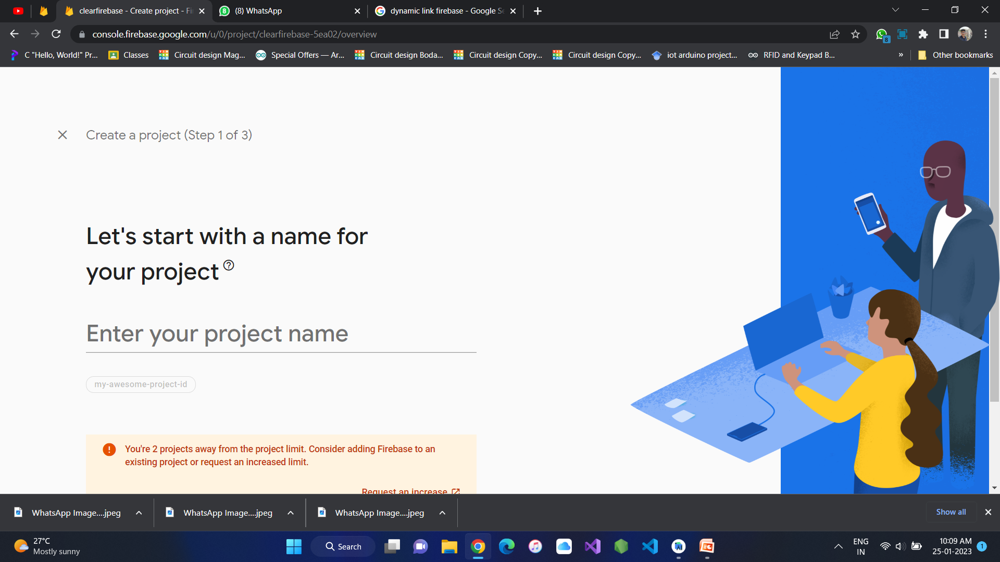 clearfirebase - Create project - Fi
(8) WhatsApp
dynamic link firebase - Google Se
console.firebase.google.com/u/0/project/clearfirebase-5ea02/overview
8
C "Hello, World!" Pr...
Classes
Circuit design Mag...
Special Offers — Ar...
Circuit design Boda...
Circuit design Copy...
Circuit design Copy...
iot arduino project...
RFID and Keypad B...
»
Other bookmarks
Create a project (Step 1 of 3)
Let's start with a name for
your project
Enter your project name
my-awesome-project-id
You're 2 projects away from the project limit. Consider adding Firebase to an
existing project or request an increased limit.
Request an increase
WhatsApp Image....jpeg
WhatsApp Image....jpeg
WhatsApp Image....jpeg
Show all
27°C
Mostly sunny
Search
ENG
IN
10:09 AM
25-01-2023
1